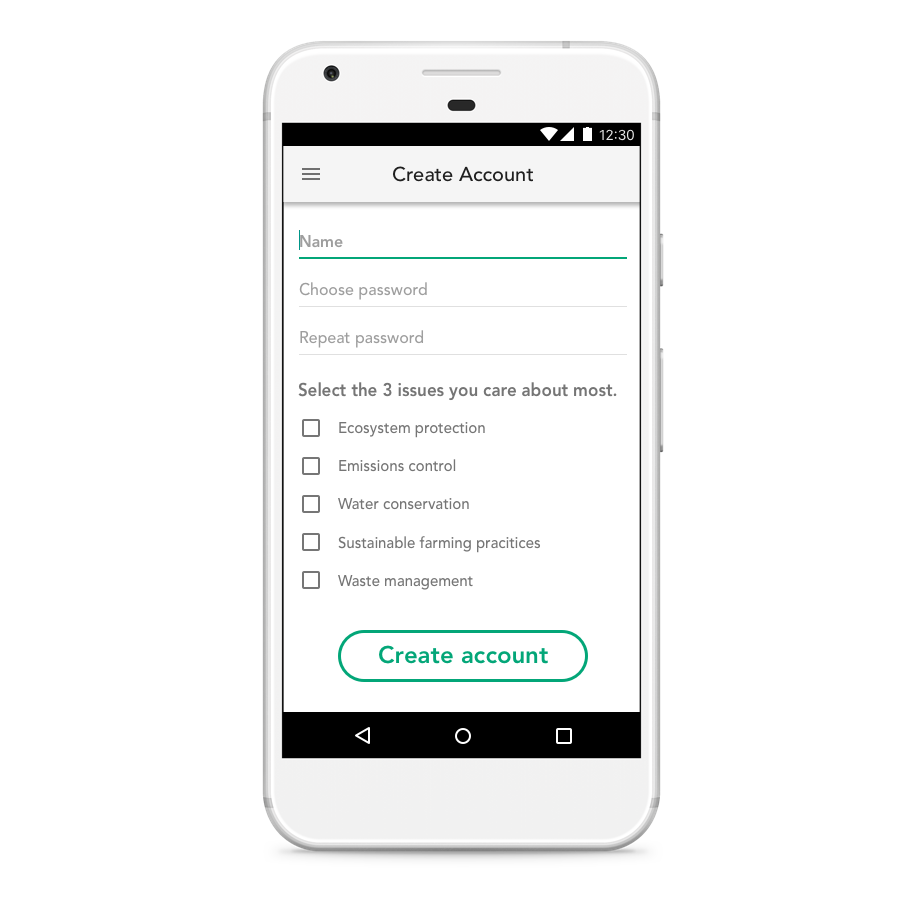 12:30
Create Account
Name
Choose password
Repeat password
Select the 3 issues you care about most.
Ecosystem protection
Emissions control
Water conservation
Sustainable farming pracitices
Waste management
Create account